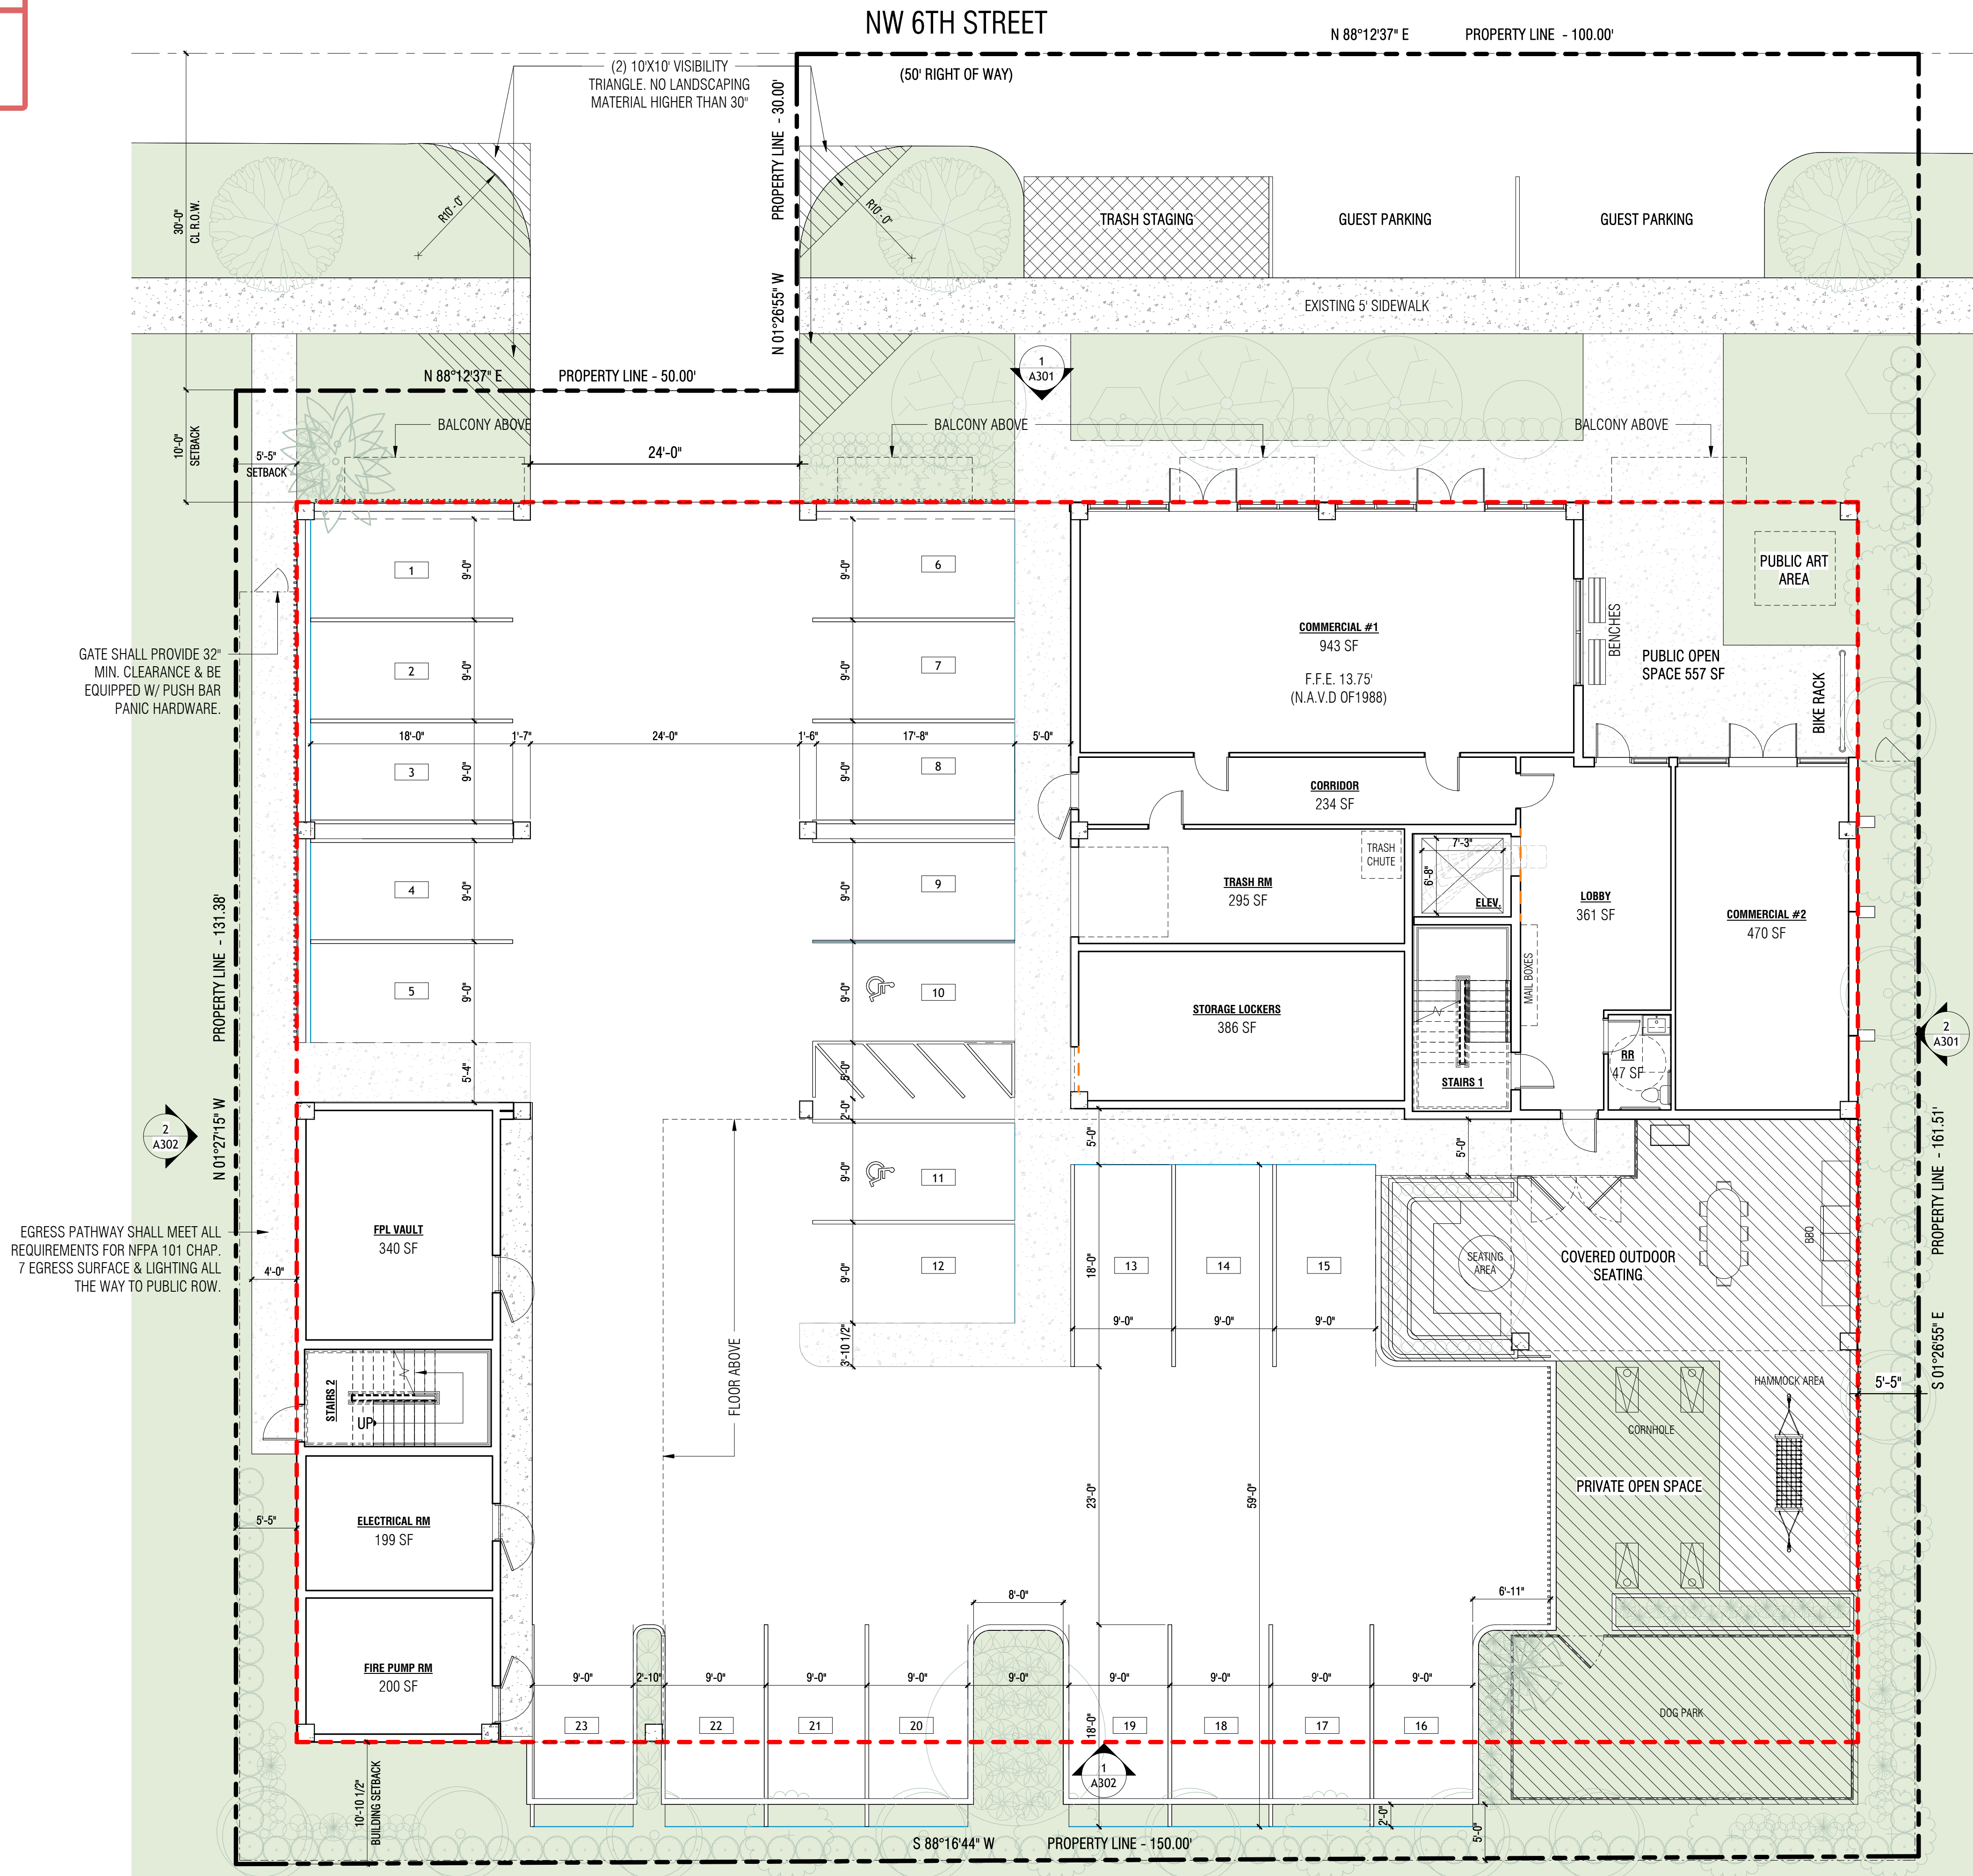 NW 6TH STREET
N 88°12'37" E
PROPERTY LINE - 100.00'
(2) 10'X10' VISIBILITY
TRIANGLE. NO LANDSCAPING
MATERIAL HIGHER THAN 30"
(50' RIGHT OF WAY)
PROPERTY LINE - 30.00'
N 01°26'55" W
30'-0"
CL R.O.W.
R10'-0"
R10'-0"
TRASH STAGING
GUEST PARKING
GUEST PARKING
EXISTING 5' SIDEWALK
N 88°12'37" E
PROPERTY LINE - 50.00'
1
A301
10'-0"
SETBACK
5'-5"
SETBACK
BALCONY ABOVE
24'-0"
BALCONY ABOVE
BALCONY ABOVE
GATE SHALL PROVIDE 32"
MIN. CLEARANCE & BE
EQUIPPED W/ PUSH BAR
PANIC HARDWARE.
1
9'-0"
2
9'-0"
3
9'-0"
4
9'-0"
5
9'-0"
5'-4"
18'-0"
1'-7"
24'-0"
1'-6"
17'-8"
5'-0"
6
9'-0"
7
9'-0"
8
9'-0"
9
9'-0"
10
9'-0"
5'-0"
2'-0"
11
9'-0"
12
9'-0"
3'-10 1/2"
COMMERCIAL #1
943 SF
F.F.E. 13.75'
(N.A.V.D OF1988)
BENCHES
PUBLIC ART
AREA
PUBLIC OPEN
SPACE 557 SF
BIKE RACK
CORRIDOR
234 SF
TRASH RM
295 SF
TRASH
CHUTE
7'-3"
6'-8"
ELEV.
LOBBY
361 SF
COMMERCIAL #2
470 SF
MAIL BOXES
STORAGE LOCKERS
386 SF
STAIRS 1
RR
47 SF
2
A301
PROPERTY LINE - 131.38'
N 01°27'15" W
2
A302
PROPERTY LINE - 161.51'
S 01°26'55" E
EGRESS PATHWAY SHALL MEET ALL
REQUIREMENTS FOR NFPA 101 CHAP.
7 EGRESS SURFACE & LIGHTING ALL
THE WAY TO PUBLIC ROW.
4'-0"
FPL VAULT
340 SF
STAIRS 2
UP
ELECTRICAL RM
199 SF
FIRE PUMP RM
200 SF
5'-5"
FLOOR ABOVE
5'-0"
5'-0"
18'-0"
13
14
15
9'-0"
9'-0"
9'-0"
SEATING
AREA
COVERED OUTDOOR
SEATING
BBQ
HAMMOCK AREA
5'-5"
CORNHOLE
PRIVATE OPEN SPACE
23'-0"
59'-0"
8'-0"
6'-11"
9'-0"
2'-10"
9'-0"
9'-0"
9'-0"
9'-0"
9'-0"
9'-0"
9'-0"
9'-0"
23
22
21
20
18'-0"
19
18
17
16
DOG PARK
1
A302
10'-10 1/2"
BUILDING SETBACK
2'-0"
5'-0"
S 88°16'44" W
PROPERTY LINE - 150.00'